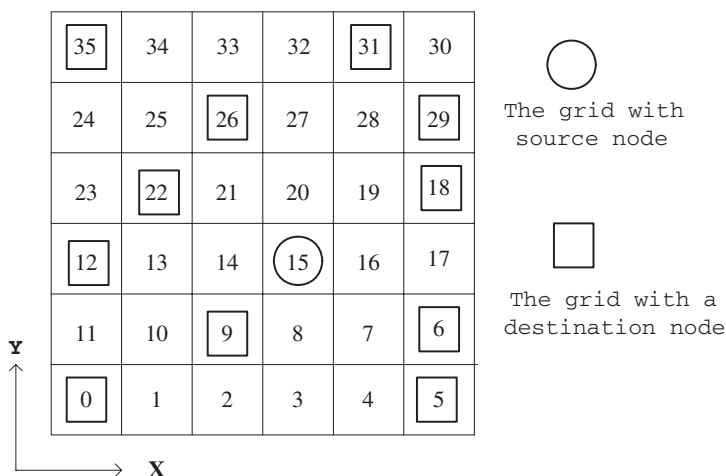 35 34 33 32 31 30
24 25 26 27 28 29
23 22 21 20 19 18
12 13 14 15 16 17
11 10 9 8 7 6
0 1 2 3 4 5
Y
X
The grid with
source node
The grid with a
destination node